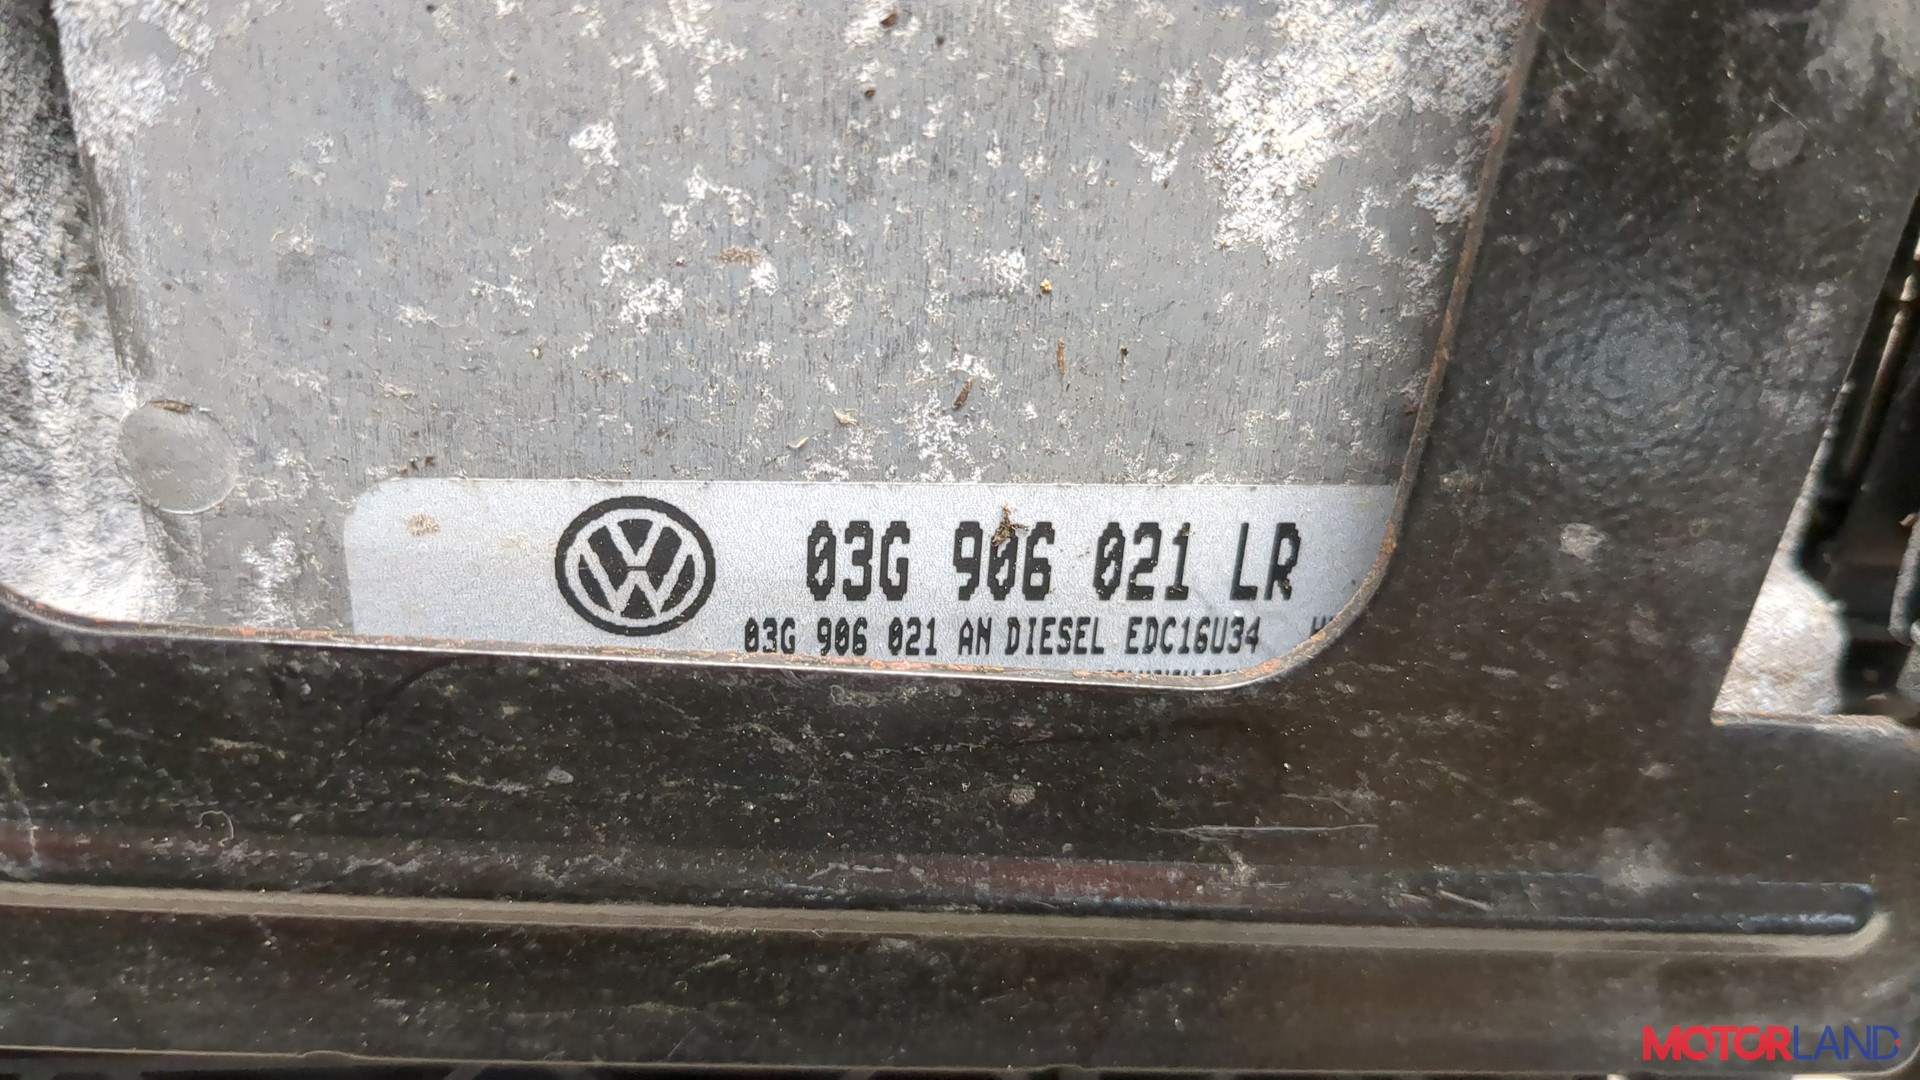 03G 906 021 LR
03G 906 021 AN DIESEL EDC16U34
MOTORLAND